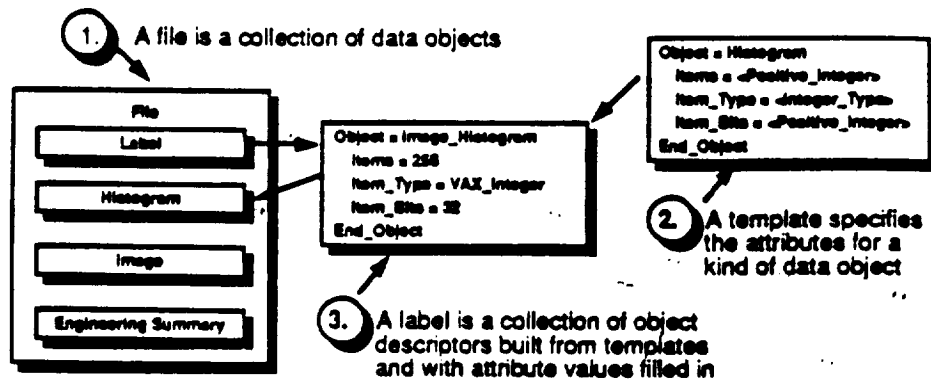 1. A file is a collection of data objects
File
Label
Histogram
Image
Engineering Summary
Object = Image_Histogram
Items = 256
Item_Type = VAX_Integer
Item_Bits = 32
End_Object
Object = Histogram
Items = <Positive_Integer>
Item_Type = <Integer_Type>
Item_Bits = <Positive_Integer>
End_Object
2. A template specifies
the attributes for a
kind of data object
3. A label is a collection of object
descriptors built from templates
and with attribute values filled in